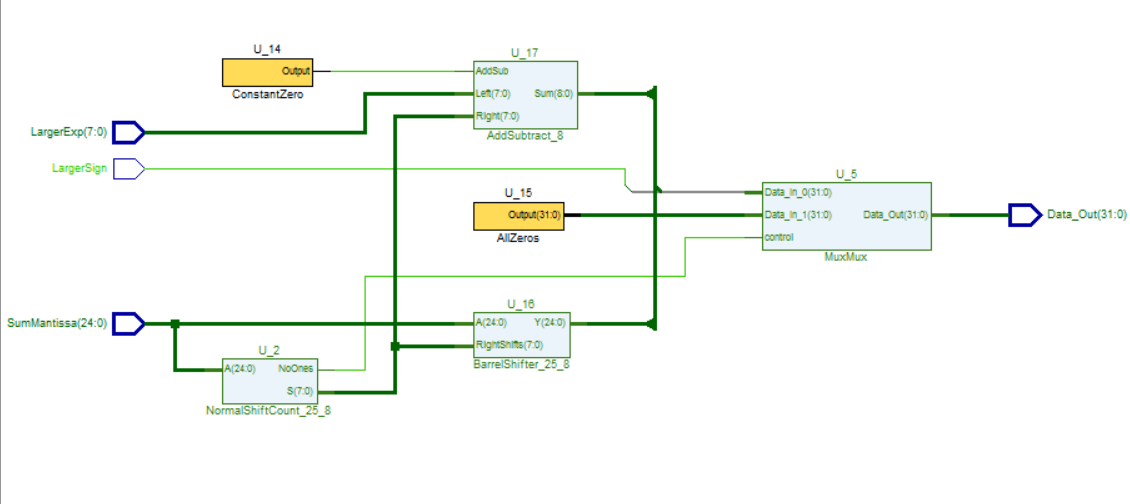 U_14
Output
ConstantZero
U_17
AddSub
Left(7:0)
Sum(8:0)
Right(7:0)
AddSubtract_8
LargerExp(7:0)
LargerSign
U_15
Output(31:0)
AllZeros
U_5
Data_In_0(31:0)
Data_In_1(31:0)
Data_Out(31:0)
control
MuxMux
Data_Out(31:0)
SumMantissa(24:0)
U_16
A(24:0)
Y(24:0)
RightShifts(7:0)
BarrelShifter_25_8
U_2
A(24:0)
NoOnes
S(7:0)
NormalShiftCount_25_8